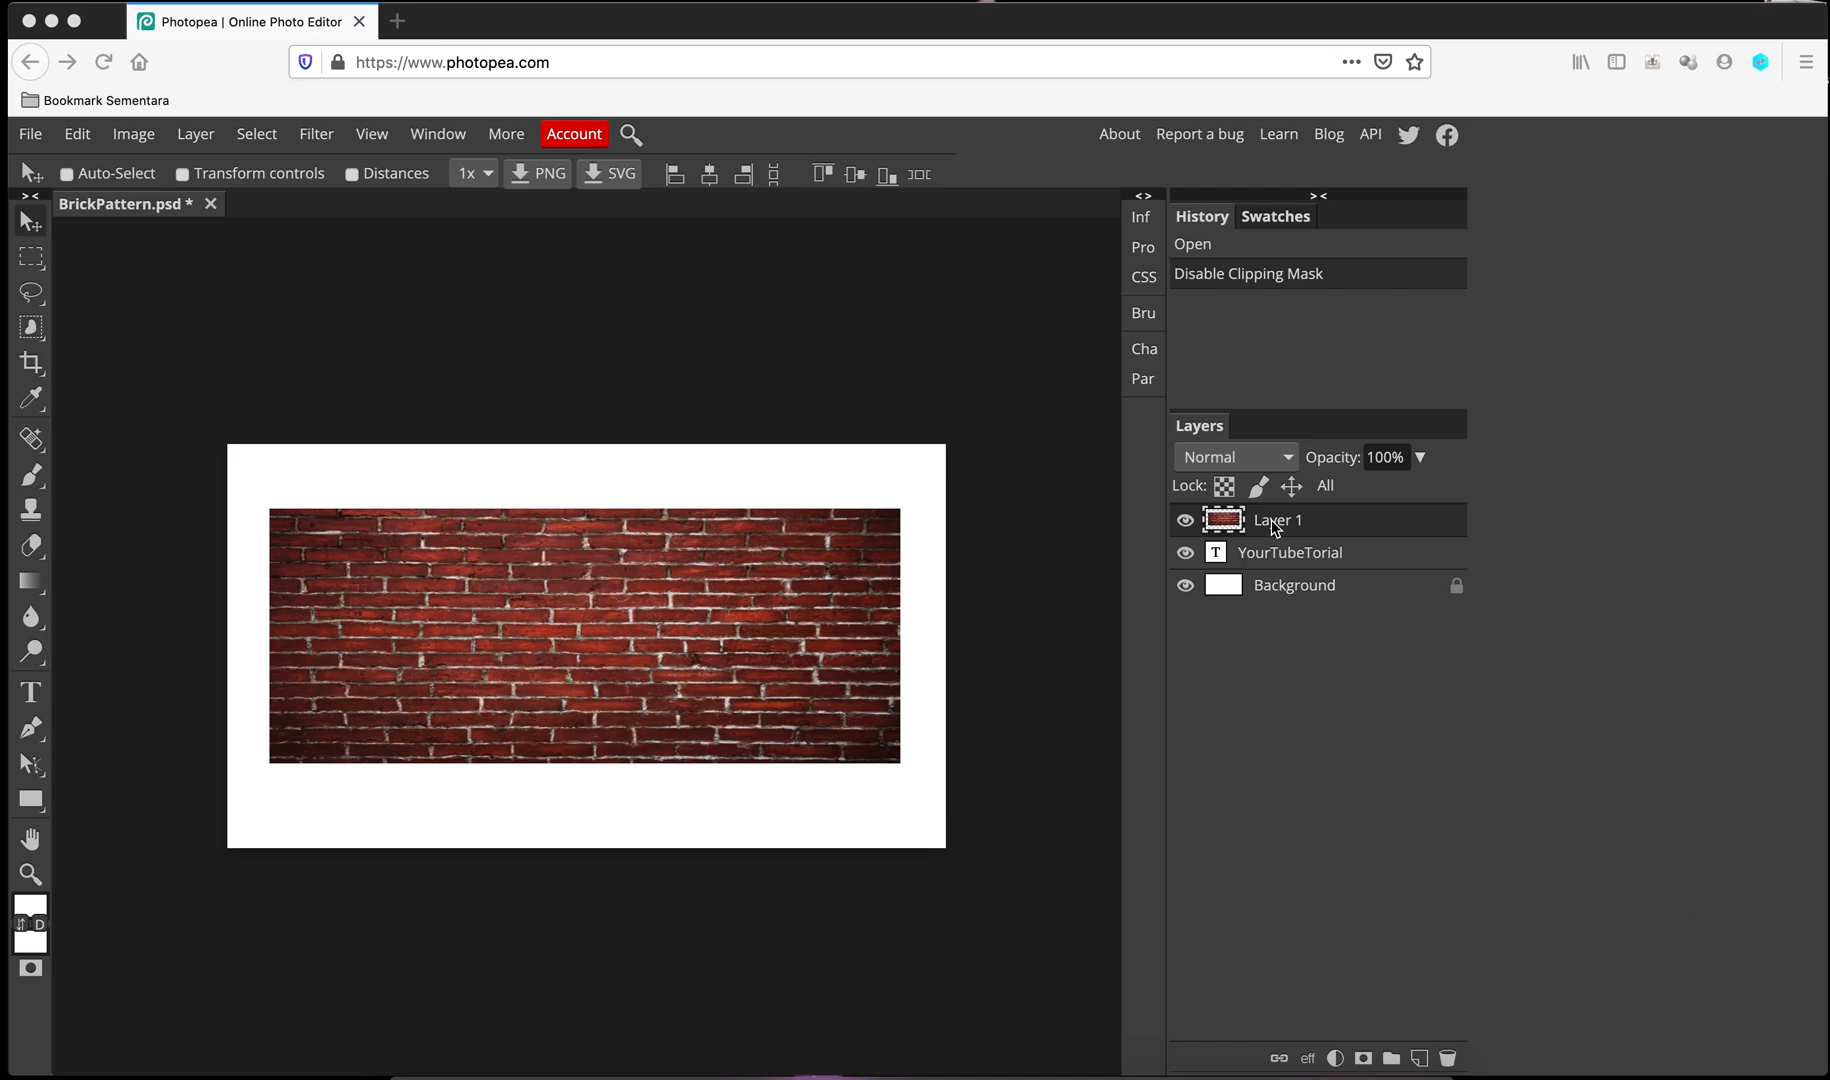 Photopea | Online Photo Editor
https://www.photopea.com
Bookmark Sementara
File Edit Image Layer Select Filter View Window More Account About Report a bug Learn Blog API
Auto-Select Transform controls Distances 1x PNG SVG
> < BrickPattern.psd * < > > <
Inf
Pro
CSS
Bru
Cha
Par
History Swatches
Open
Disable Clipping Mask
Layers
Normal Opacity: 100%
Lock: All
Layer 1
T YourTubeTorial
Background
T
D
eff